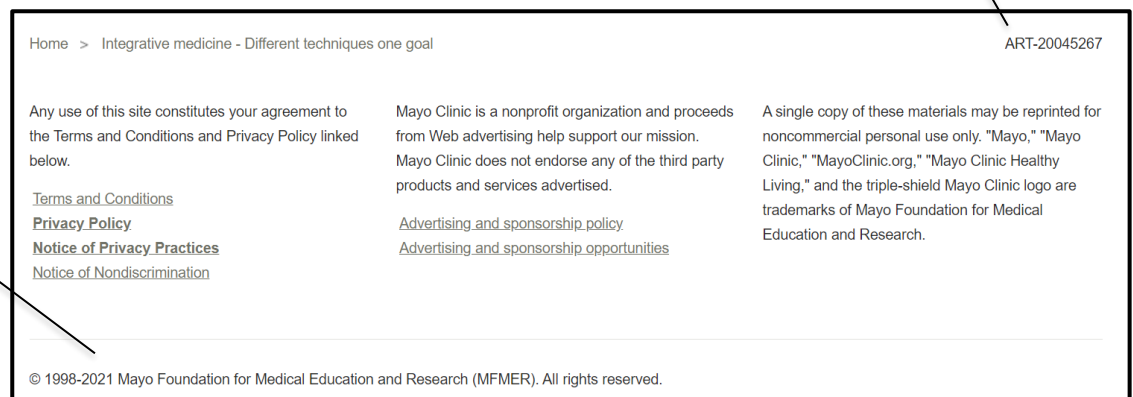 Home > Integrative medicine - Different techniques one goal
ART-20045267
Any use of this site constitutes your agreement to
the Terms and Conditions and Privacy Policy linked
below.
Terms and Conditions
Privacy Policy
Notice of Privacy Practices
Notice of Nondiscrimination
Mayo Clinic is a nonprofit organization and proceeds
from Web advertising help support our mission.
Mayo Clinic does not endorse any of the third party
products and services advertised.
Advertising and sponsorship policy
Advertising and sponsorship opportunities
A single copy of these materials may be reprinted for
noncommercial personal use only. "Mayo," "Mayo
Clinic," "MayoClinic.org," "Mayo Clinic Healthy
Living," and the triple-shield Mayo Clinic logo are
trademarks of Mayo Foundation for Medical
Education and Research.
© 1998-2021 Mayo Foundation for Medical Education and Research (MFMER). All rights reserved.